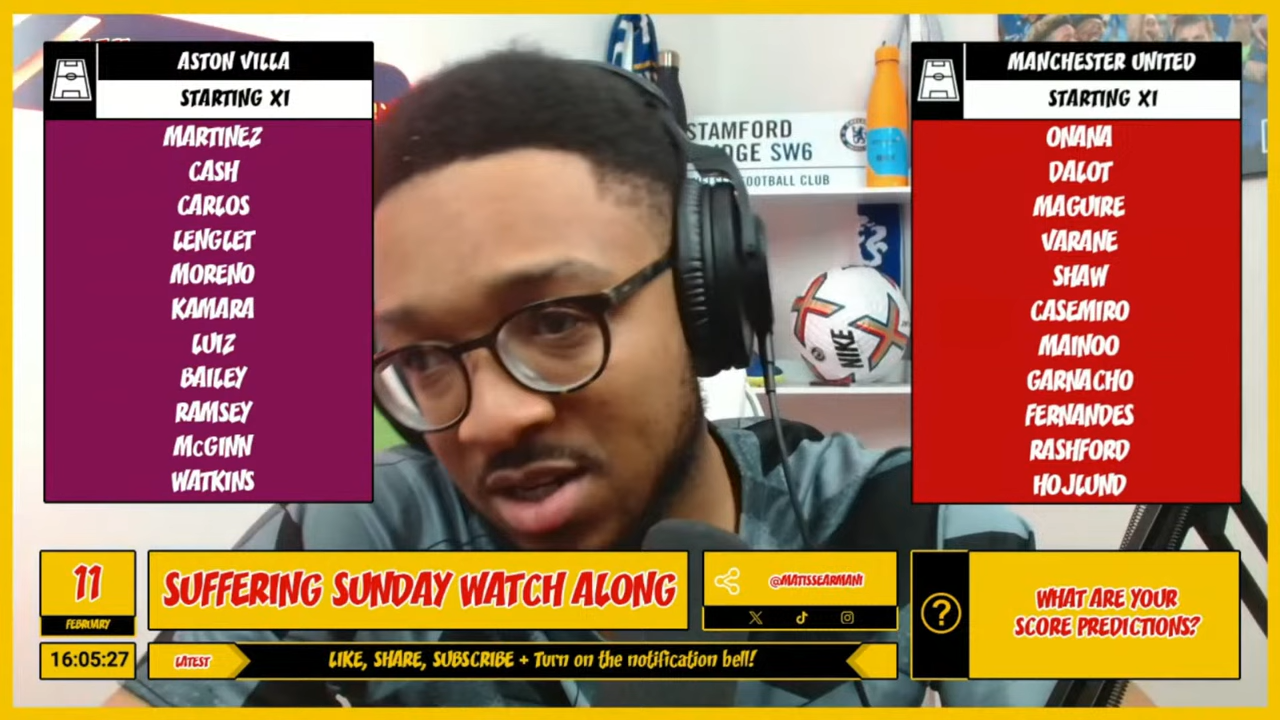 ASTON VILLA
STARTING XI
MARTINEZ
CASH
CARLOS
LENGLET
MORENO
KAMARA
LUIZ
BAILEY
RAMSEY
McGINN
WATKINS
STAMFORD
DGE SW6
FOOTBALL CLUB
NIKE
MANCHESTER UNITED
STARTING XI
ONANA
DALOT
MAGUIRE
VARANE
SHAW
CASEMIRO
MAINOO
GARNACHO
FERNANDES
RASHFORD
HOJLUND
11
FEBRUARY
16:05:27
SUFFERING SUNDAY WATCH ALONG
@MATISSEARMANI
LATEST
LIKE, SHARE, SUBSCRIBE + Turn on the notification bell!
WHAT ARE YOUR
SCORE PREDICTIONS?